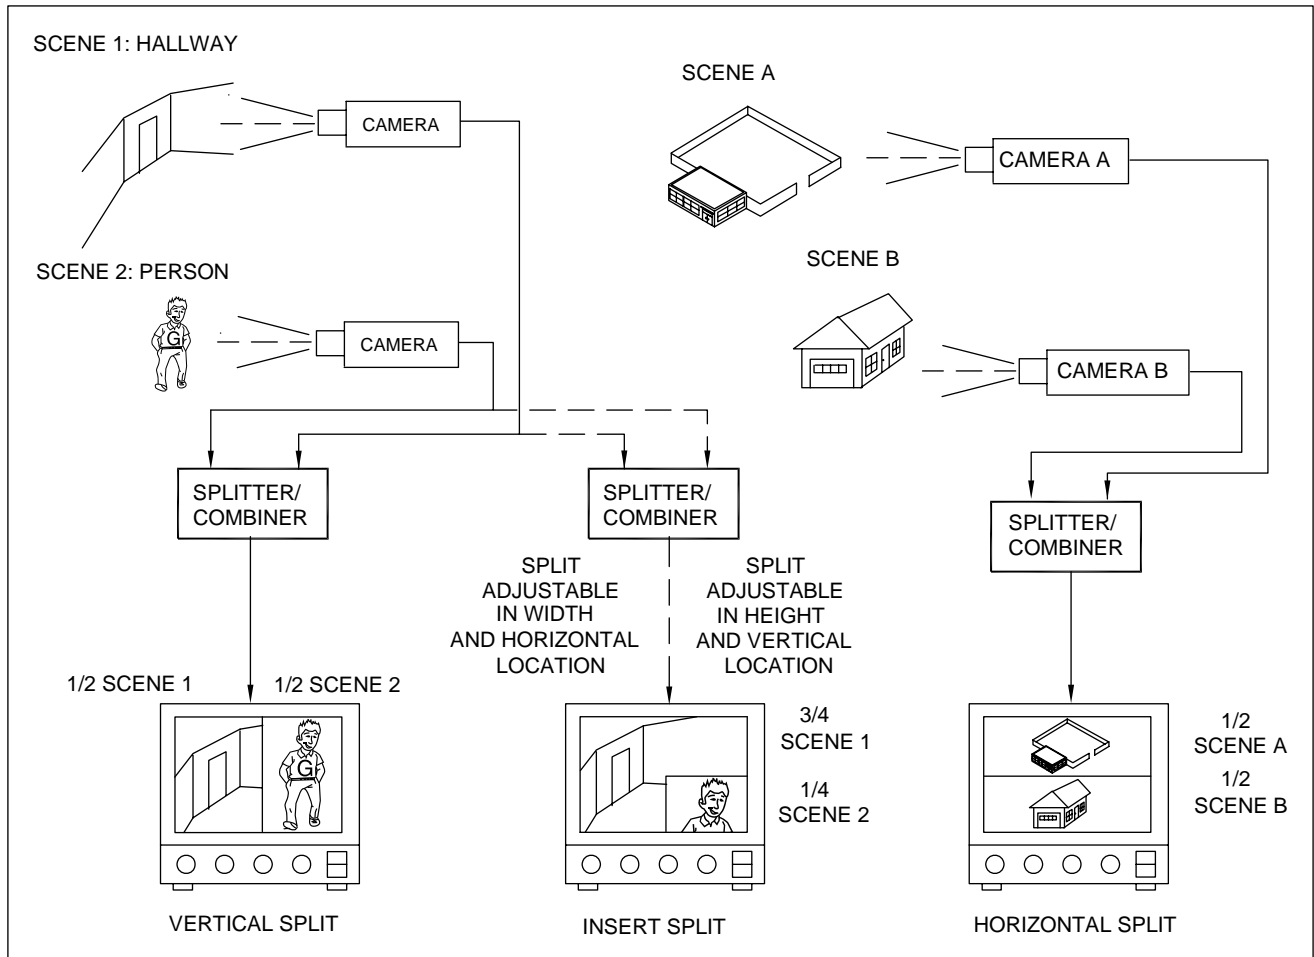 SCENE 1: HALLWAY
CAMERA
SCENE 2: PERSON
G
CAMERA
SCENE A
CAMERA A
SCENE B
CAMERA B
SPLITTER/
COMBINER
SPLITTER/
COMBINER
SPLITTER/
COMBINER
SPLIT
ADJUSTABLE
IN WIDTH
AND HORIZONTAL
LOCATION
SPLIT
ADJUSTABLE
IN HEIGHT
AND VERTICAL
LOCATION
1/2 SCENE 1
1/2 SCENE 2
G
VERTICAL SPLIT
3/4
SCENE 1
1/4
SCENE 2
INSERT SPLIT
1/2
SCENE A
1/2
SCENE B
HORIZONTAL SPLIT